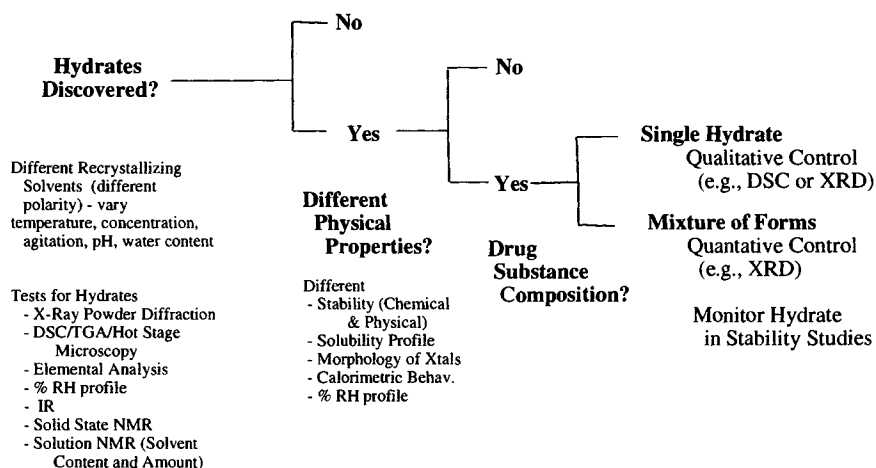 Hydrates
Discovered?
No
Yes
Different Recrystallizing
Solvents (different
polarity) - vary
temperature, concentration,
agitation, pH, water content
Tests for Hydrates
- X-Ray Powder Diffraction
- DSC/TGA/Hot Stage
Microscopy
- Elemental Analysis
- % RH profile
- IR
- Solid State NMR
- Solution NMR (Solvent
Content and Amount)
No
Yes
Different
Physical
Properties?
Different
- Stability (Chemical
& Physical)
- Solubility Profile
- Morphology of Xtals
- Calorimetric Behav.
- % RH profile
Drug
Substance
Composition?
Single Hydrate
Qualitative Control
(e.g., DSC or XRD)
Mixture of Forms
Quantative Control
(e.g., XRD)
Monitor Hydrate
in Stability Studies